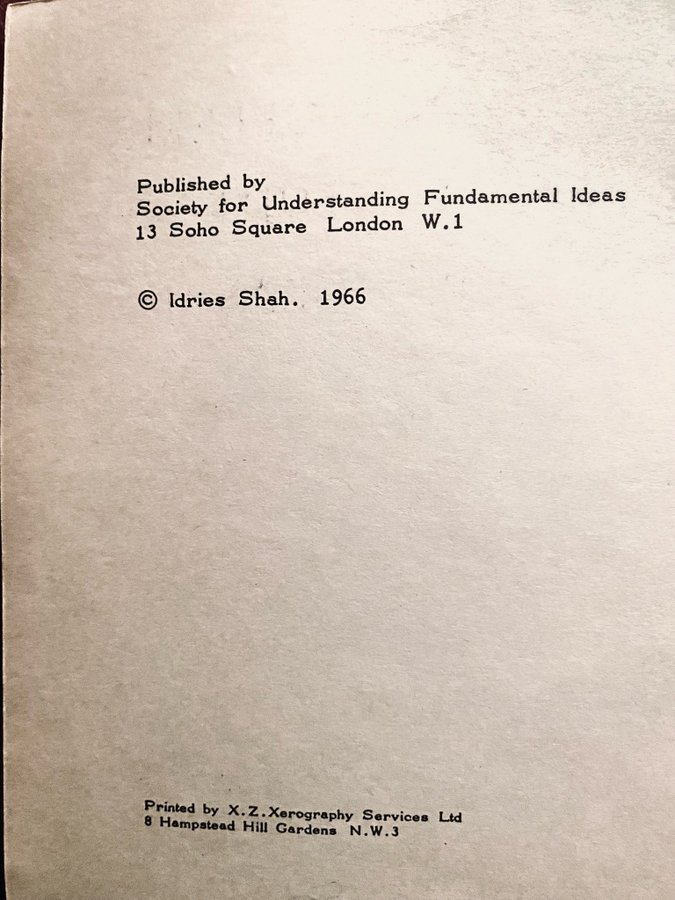 Published by
Society for Understanding Fundamental Ideas
13 Soho Square London W.1
© Idries Shah. 1966
Printed by X.Z.Xerography Services Ltd
8 Hampstead Hill Gardens N.W.3